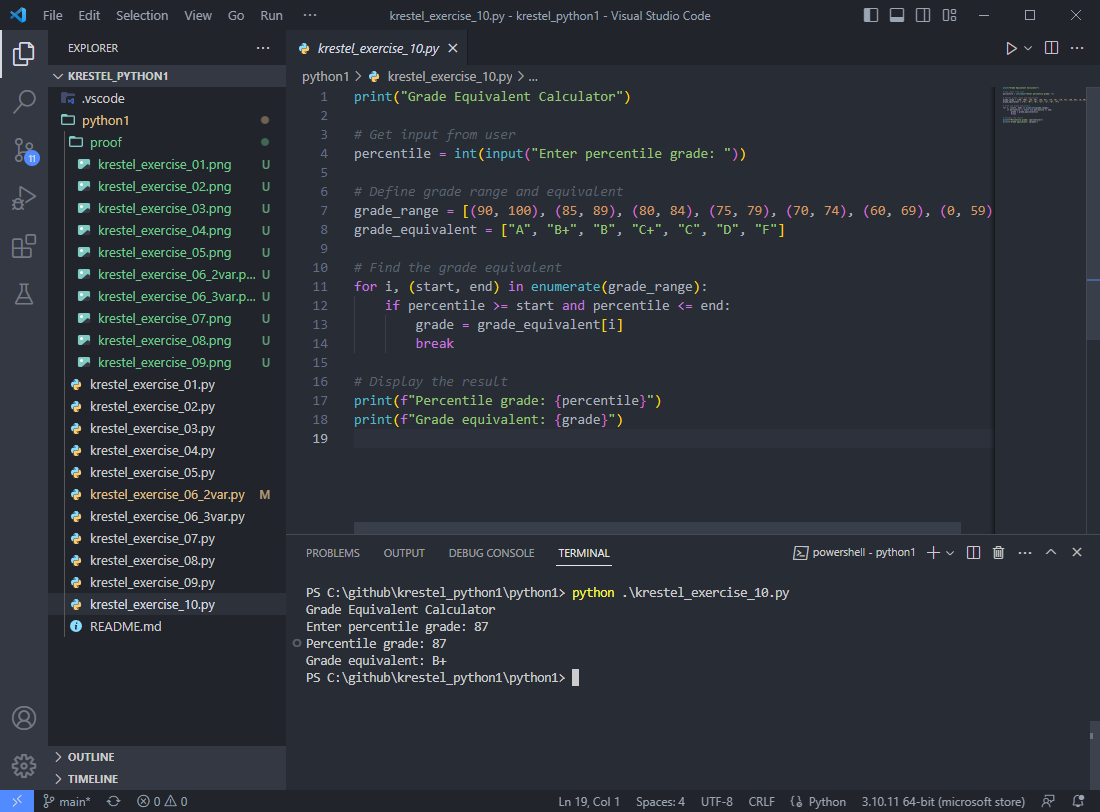 File Edit Selection View Go Run ··· krestel_exercise_10.py - krestel_python1 - Visual Studio Code
EXPLORER ···
KRESTEL_PYTHON1
.vscode
python1
proof
krestel_exercise_01.png U
krestel_exercise_02.png U
krestel_exercise_03.png U
krestel_exercise_04.png U
krestel_exercise_05.png U
krestel_exercise_06_2var.p... U
krestel_exercise_06_3var.p... U
krestel_exercise_07.png U
krestel_exercise_08.png U
krestel_exercise_09.png U
krestel_exercise_01.py
krestel_exercise_02.py
krestel_exercise_03.py
krestel_exercise_04.py
krestel_exercise_05.py
krestel_exercise_06_2var.py M
krestel_exercise_06_3var.py
krestel_exercise_07.py
krestel_exercise_08.py
krestel_exercise_09.py
krestel_exercise_10.py
README.md
OUTLINE
TIMELINE
11
krestel_exercise_10.py
python1 > krestel_exercise_10.py > ...
1 print("Grade Equivalent Calculator")
2
3 # Get input from user
4 percentile = int(input("Enter percentile grade: "))
5
6 # Define grade range and equivalent
7 grade_range = [(90, 100), (85, 89), (80, 84), (75, 79), (70, 74), (60, 69), (0, 59)
8 grade_equivalent = ["A", "B+", "B", "C+", "C", "D", "F"]
9
10 # Find the grade equivalent
11 for i, (start, end) in enumerate(grade_range):
12     if percentile >= start and percentile <= end:
13         grade = grade_equivalent[i]
14         break
15
16 # Display the result
17 print(f"Percentile grade: {percentile}")
18 print(f"Grade equivalent: {grade}")
19
PROBLEMS OUTPUT DEBUG CONSOLE TERMINAL powershell - python1
PS C:\github\krestel_python1\python1> python .\krestel_exercise_10.py
Grade Equivalent Calculator
Enter percentile grade: 87
Percentile grade: 87
Grade equivalent: B+
PS C:\github\krestel_python1\python1>
main* 0 0 Ln 19, Col 1 Spaces: 4 UTF-8 CRLF Python 3.10.11 64-bit (microsoft store)